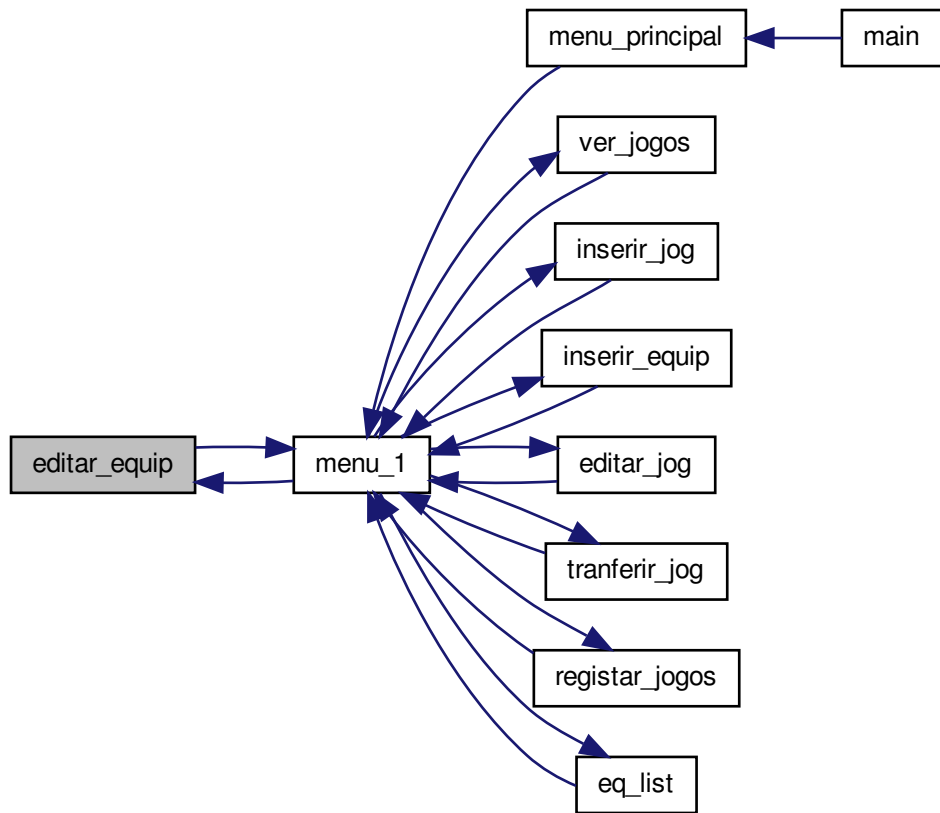 menu_principal
main
ver_jogos
inserir_jog
inserir_equip
editar_equip
menu_1
editar_jog
tranferir_jog
registar_jogos
eq_list